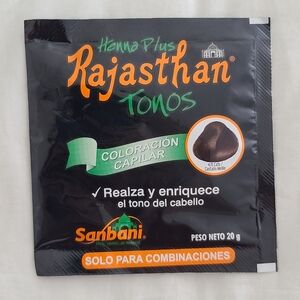 Henna Plus
Rajasthan®
Tonos
COLORACIÓN
CAPILAR
✓ Realza y enriquece
el tono del cabello
Sanbani.
PESO NETO 20 g
SOLO PARA COMBINACIONES